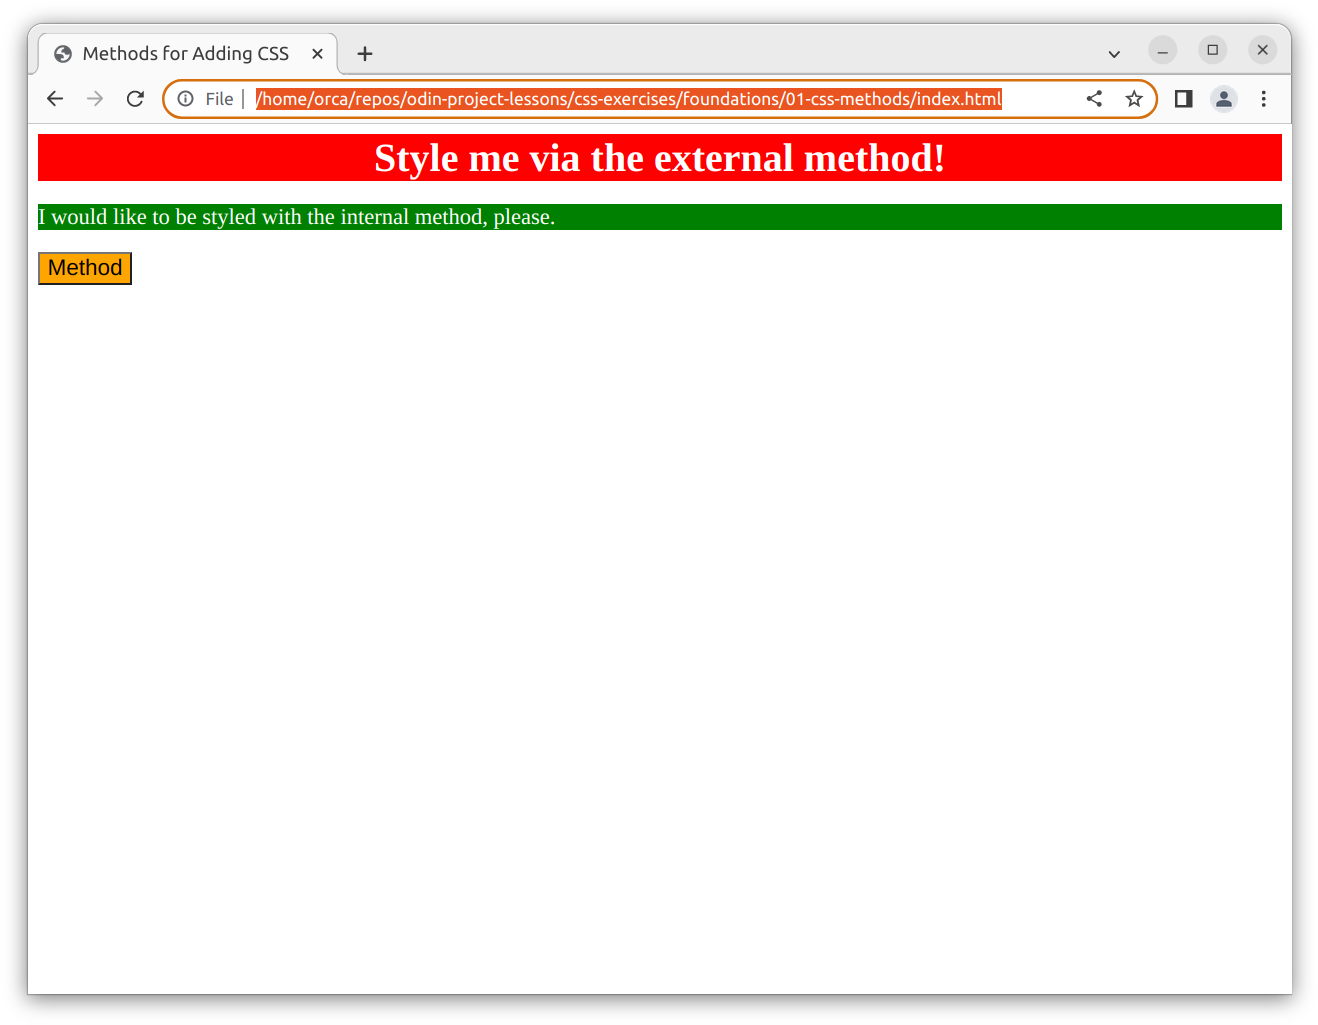 Methods for Adding CSS
File
/home/orca/repos/odin-project-lessons/css-exercises/foundations/01-css-methods/index.html
Style me via the external method!
I would like to be styled with the internal method, please.
Method